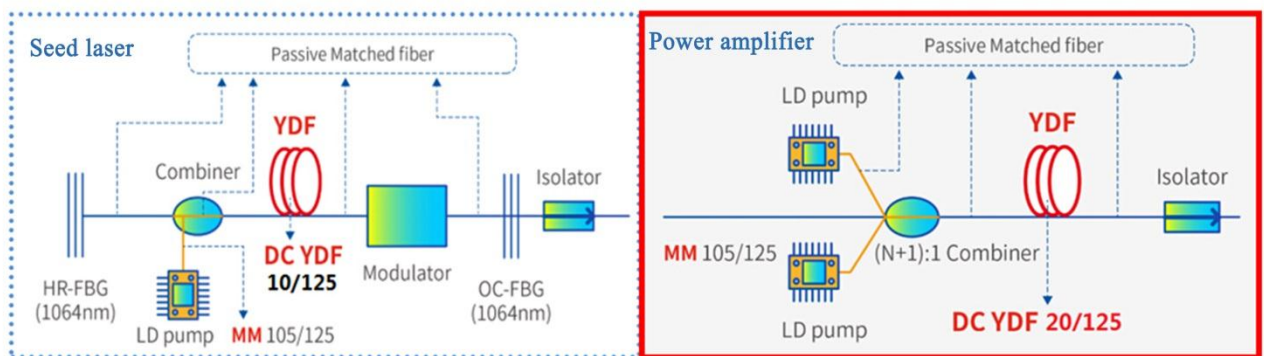 Seed laser
Passive Matched fiber
YDF
Combiner
Isolator
DC YDF
10/125
Modulator
HR-FBG
(1064nm)
OC-FBG
(1064nm)
LD pump
MM 105/125
Power amplifier
Passive Matched fiber
LD pump
YDF
Isolator
MM 105/125
(N+1):1 Combiner
LD pump
DC YDF 20/125